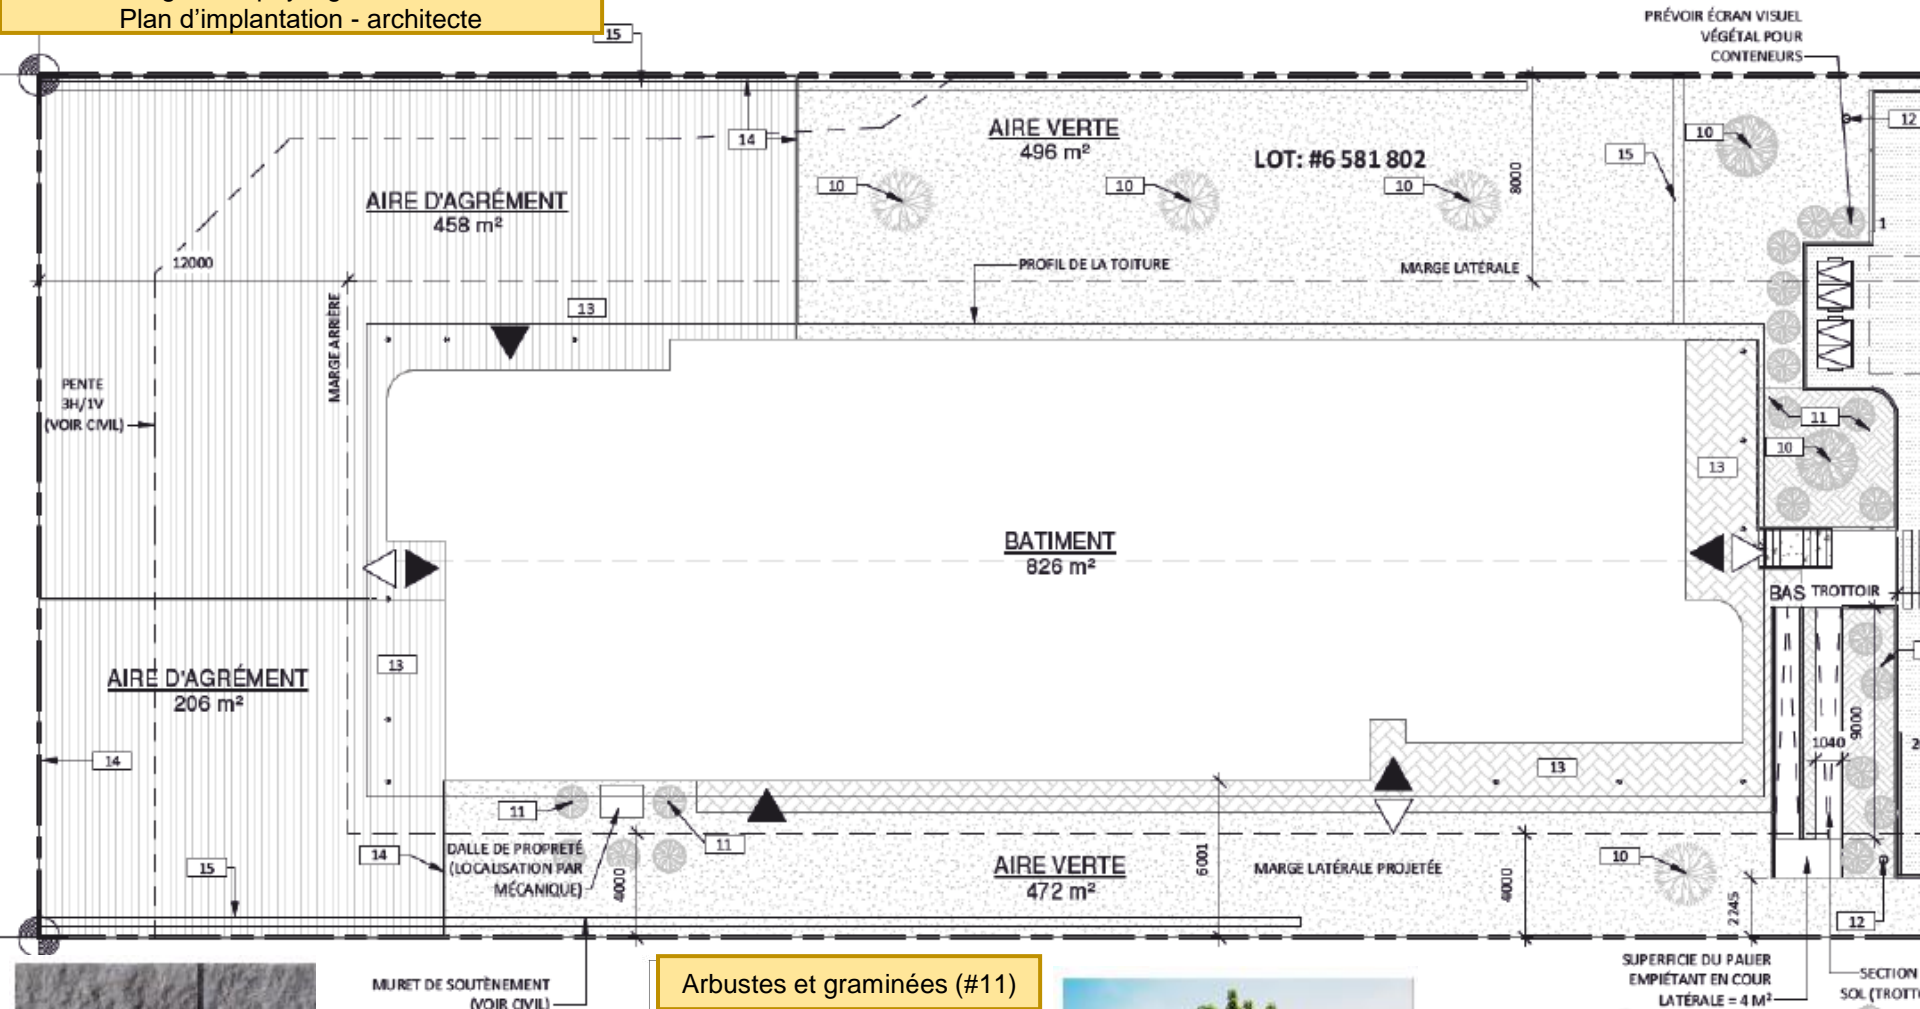 Plan d'implantation - architecte
15
PRÉVOIR ÉCRAN VISUEL
VÉGÉTAL POUR
CONTENEURS
12
10
14
AIRE VERTE
496 m²
LOT: #6 581 802
15
8000
10
10
10
AIRE D'AGRÉMENT
458 m²
1
12000
PROFIL DE LA TOITURE
MARGE LATÉRALE
13
MARGE ARRIÈRE
PENTE
3H/1V
(VOIR CIVIL)
11
10
13
BATIMENT
826 m²
BAS TROTTOIR
13
AIRE D'AGRÉMENT
206 m²
9000
1040
14
13
11
11
DALLE DE PROPRETÉ
(LOCALISATION PAR
MÉCANIQUE)
14
15
4000
AIRE VERTE
472 m²
6001
MARGE LATÉRALE PROJETÉE
4000
10
2245
12
MURET DE SOUTÈNEMENT
(VOIR CIVIL)
Arbustes et graminées (#11)
SUPERFICIE DU PALIER
EMPIÉTANT EN COUR
LATÉRALE = 4 M²
SECTION